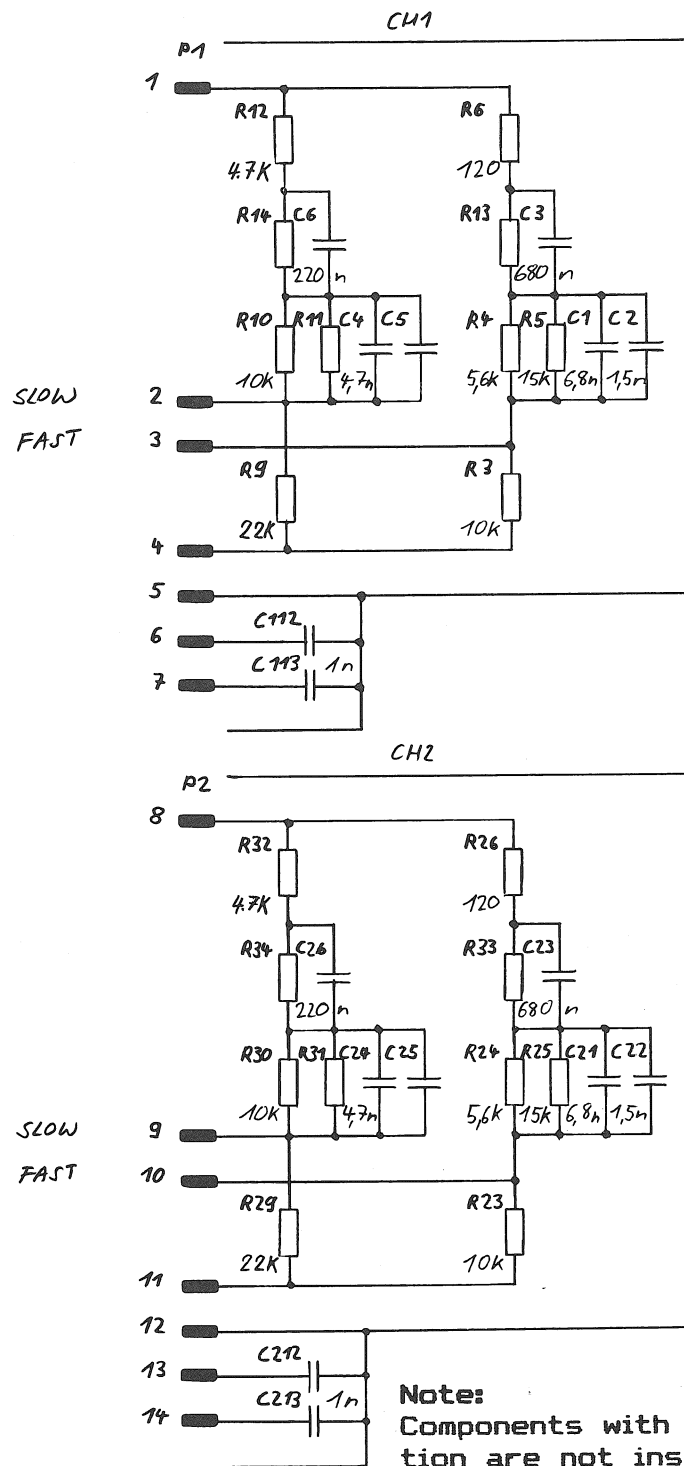 CH1
P1
1
R12 R6
4.7K 120
R14 C6 R13 C3
220 n 680 n
R10 R11 C4 C5 R4 R5 C1 C2
10K 4,7n 5,6K 15K 6,8n 1,5n
SLOW 2
FAST 3
R9 R3
22K 10K
4
5
C112
6
C113 1n
7
CH2
P2
8
R32 R26
4.7K 120
R34 C26 R33 C23
220 n 680 n
R30 R31 C24 C25 R24 R25 C21 C22
10K 4,7n 5,6K 15K 6,8n 1,5n
SLOW 9
FAST 10
R29 R23
22K 10K
11
12
C212
13
C213 1n
14
Note:
Components with
tion are not ins